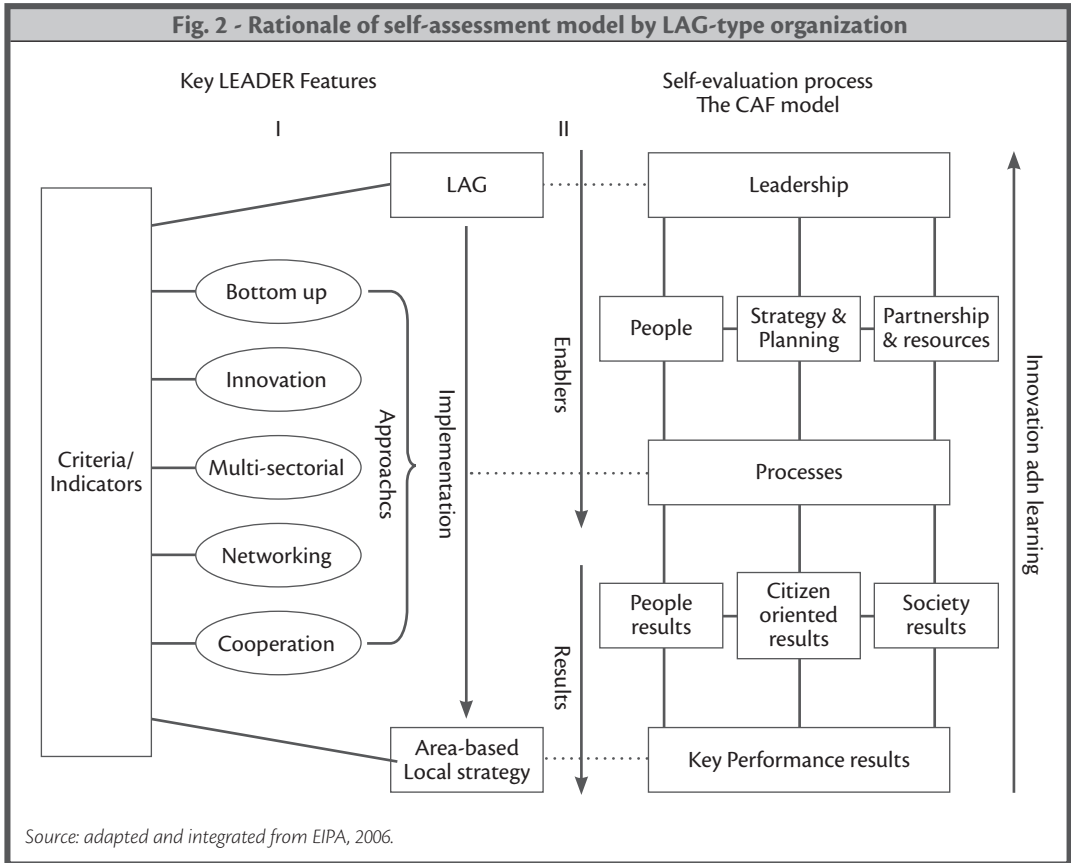 Fig. 2 - Rationale of self-assessment model by LAG-type organization
Key LEADER Features
I
II
Self-evaluation process
The CAF model
Criteria/
Indicators
LAG
Bottom up
Innovation
Multi-sectorial
Networking
Cooperation
Approachcs
Implementation
Area-based
Local strategy
Enablers
Results
Leadership
People
Strategy &
Planning
Partnership
& resources
Processes
People
results
Citizen
oriented
results
Society
results
Key Performance results
Innovation adn learning
Source: adapted and integrated from EIPA, 2006.